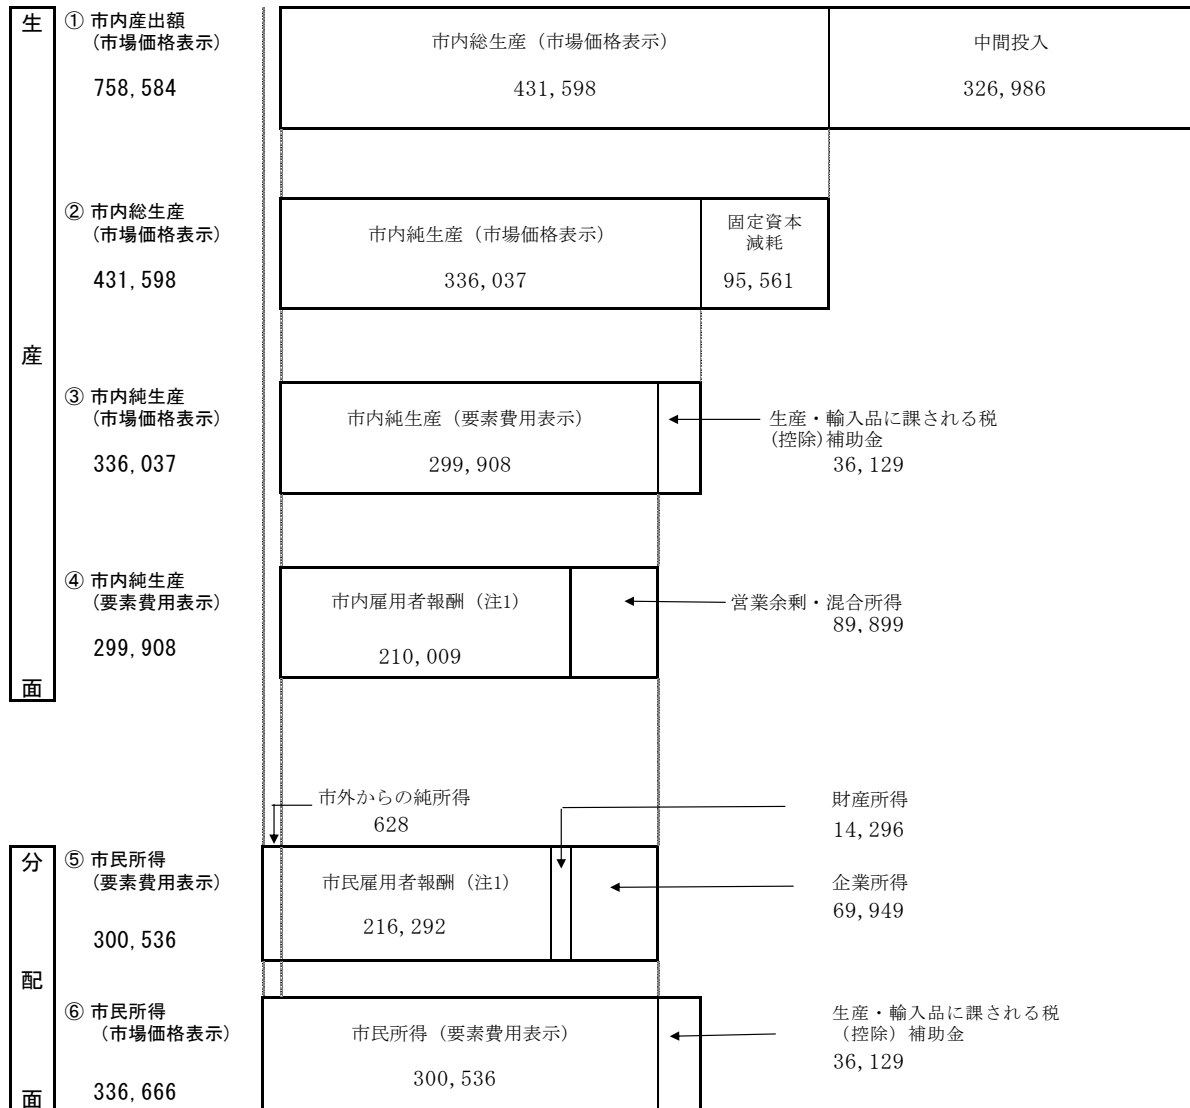 生
産
面
① 市内産出額
(市場価格表示)
758,584
市内総生産（市場価格表示）
431,598
中間投入
326,986
② 市内総生産
(市場価格表示)
431,598
市内純生産（市場価格表示）
336,037
固定資本
減耗
95,561
③ 市内純生産
(市場価格表示)
336,037
市内純生産（要素費用表示）
299,908
生産・輸入品に課される税
(控除)補助金
36,129
④ 市内純生産
(要素費用表示)
299,908
市内雇用者報酬（注1）
210,009
営業余剰・混合所得
89,899
市外からの純所得
628
財産所得
14,296
分
配
面
⑤ 市民所得
(要素費用表示)
300,536
市民雇用者報酬（注1）
216,292
企業所得
69,949
⑥ 市民所得
（市場価格表示）
336,666
市民所得（要素費用表示）
300,536
生産・輸入品に課される税
（控除）補助金
36,129